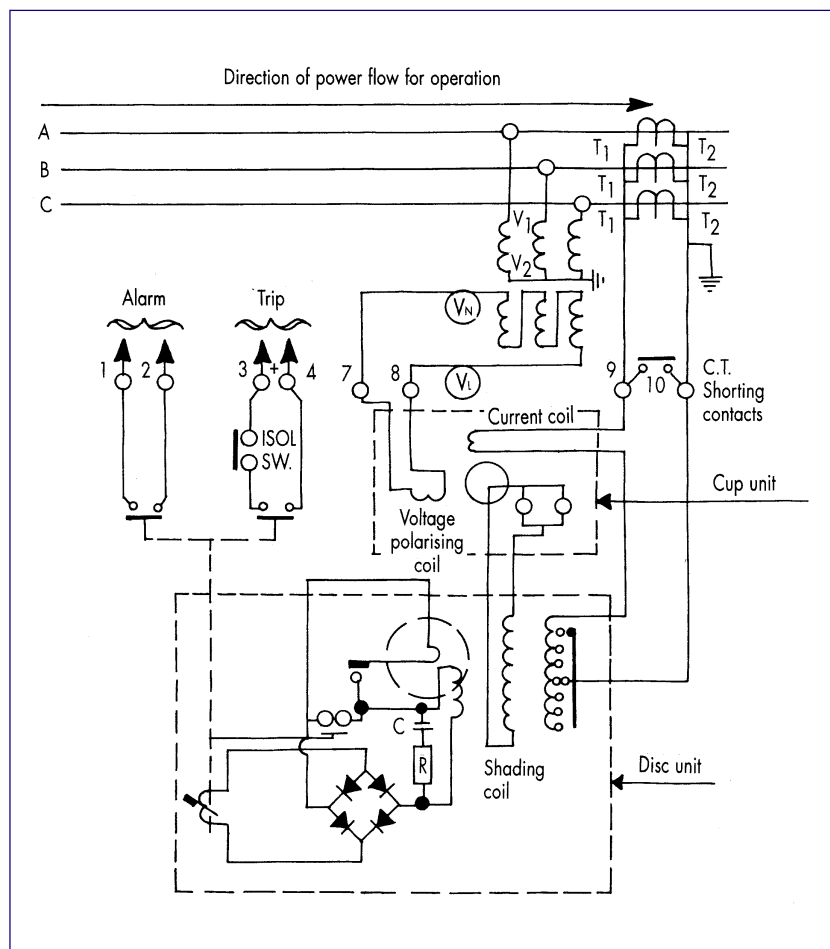 Direction of power flow for operation
A
T1 T2
B
T1 T2
C
T1 T2
V1
V2
Alarm Trip
VN
1 2 3 + 4 7 8 9 10
VL
C.T.
Shorting
contacts
Current coil
ISOL
SW.
Cup unit
Voltage
polarising
coil
C
R
Shading
coil
Disc unit